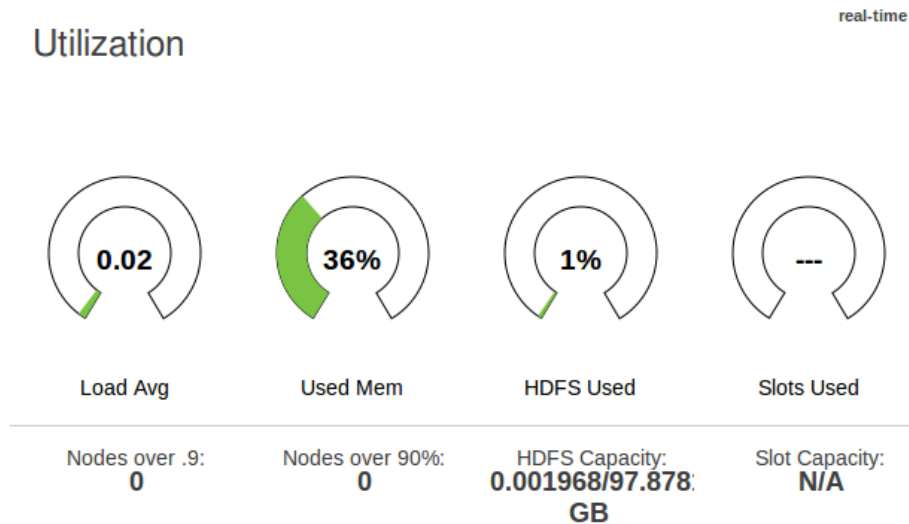 real-time
Utilization
0.02
36%
1%
---
Load Avg
Used Mem
HDFS Used
Slots Used
Nodes over .9:
0
Nodes over 90%:
0
HDFS Capacity:
0.001968/97.878
GB
Slot Capacity:
N/A